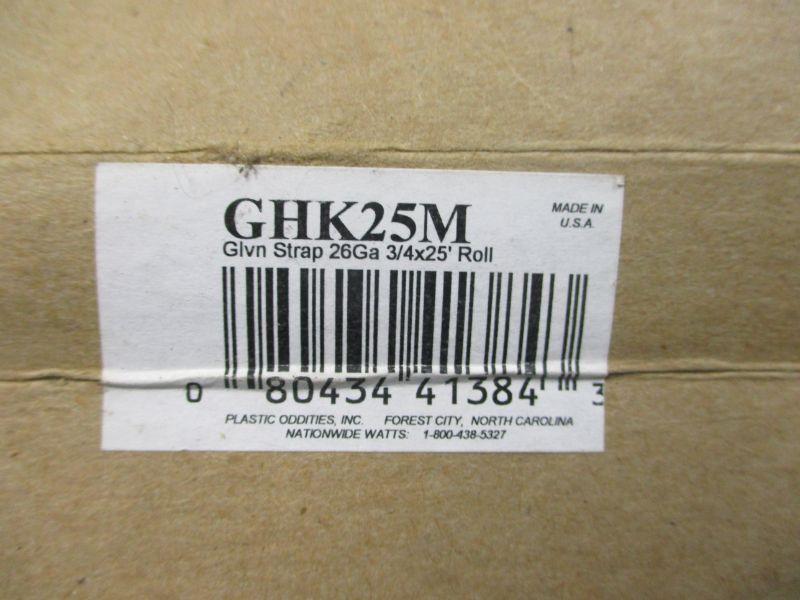 GHK25M
MADE IN
U.S.A.
Glvn Strap 26Ga 3/4x25' Roll
0 80434 41384 3
PLASTIC ODDITIES, INC. FOREST CITY, NORTH CAROLINA
NATIONWIDE WATTS: 1-800-438-5327